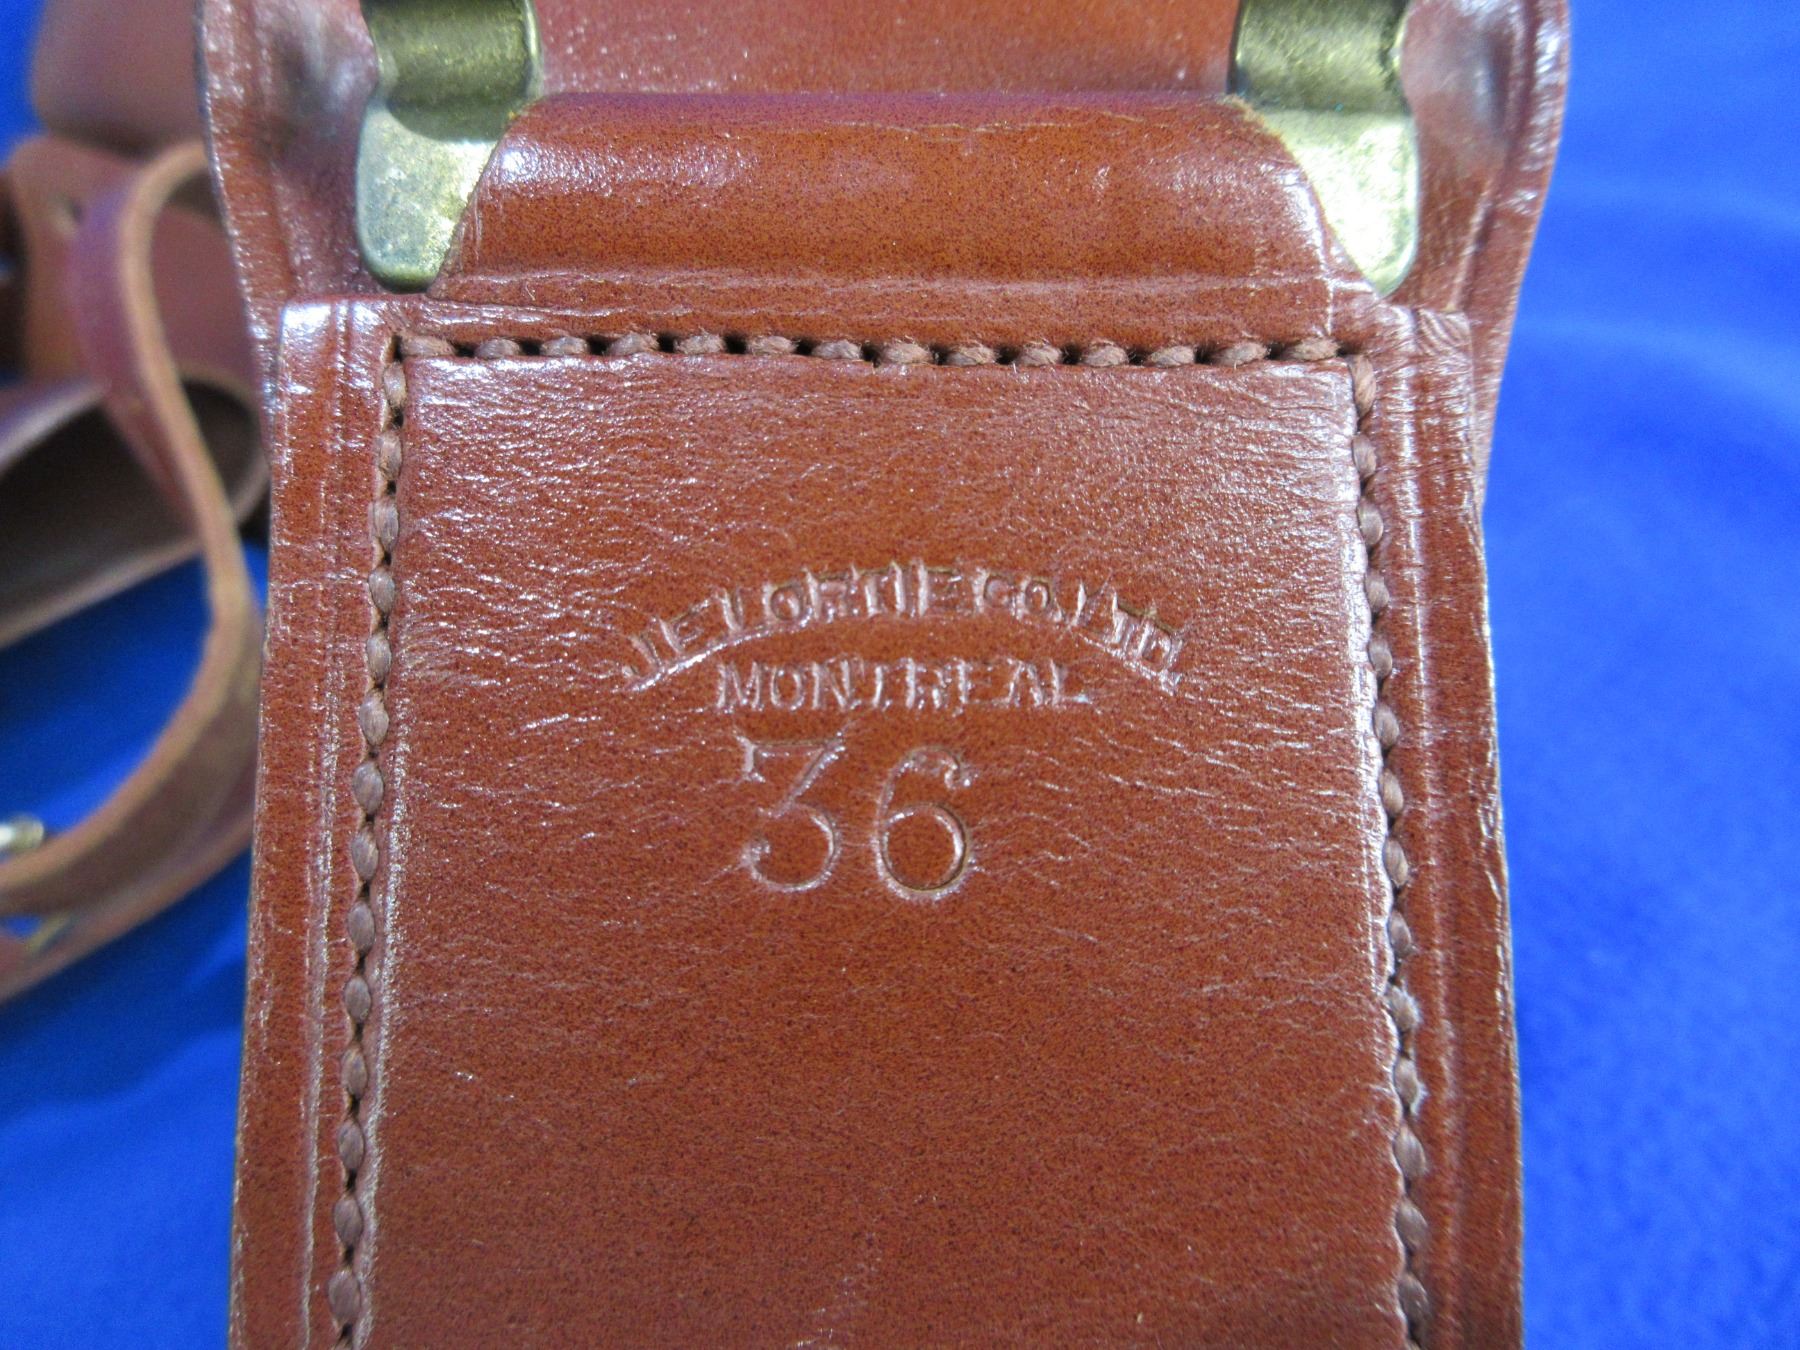 J.E. LORTIE CO. LTD.
MONTREAL
36